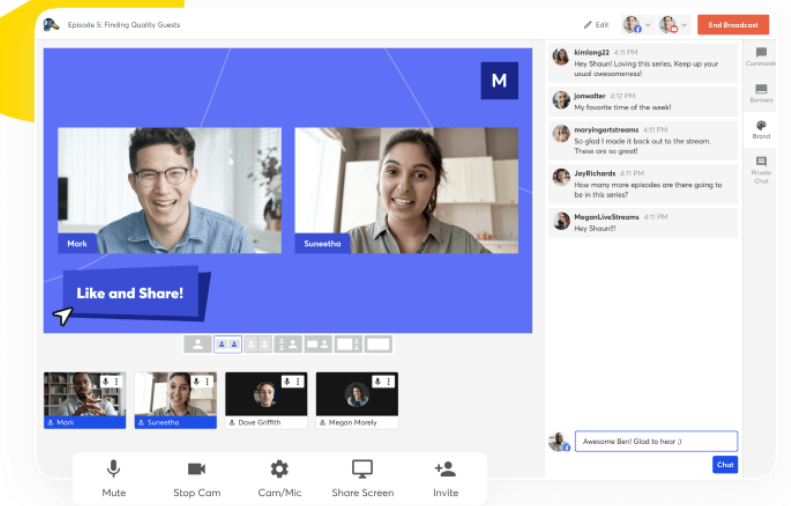 Episode 5: Finding Quality Guests
Edit
End Broadcast
M
Mark
Suneetha
Like and Share!
Mark
Suneetha
Dave Griffith
Megan Morely
Mute
Stop Cam
Cam/Mic
Share Screen
Invite
kimlong22 4:11 PM
Hey Shaun! Loving this series. Keep up your
usual awesomeness!
jonwolter 4:12 PM
My favorite time of the week!
maryingartstreams 4:11 PM
So glad I made it back out to the stream.
These are so great!
JayRichards 4:11 PM
How many more episodes are there going to
be in this series?
MeganLiveStreams 4:11 PM
Hey Shaun!!!
Awesome Ben! Glad to hear :)
Chat
Comments
Banners
Brand
Private
Chat